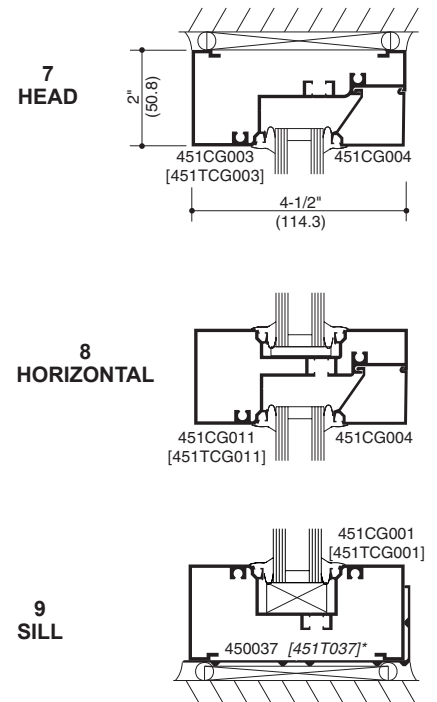 7
HEAD
2"
(50.8)
451CG003
[451TCG003]
451CG004
4-1/2"
(114.3)
8
HORIZONTAL
451CG011
[451TCG011]
451CG004
451CG001
[451TCG001]
9
SILL
450037 [451T037]*